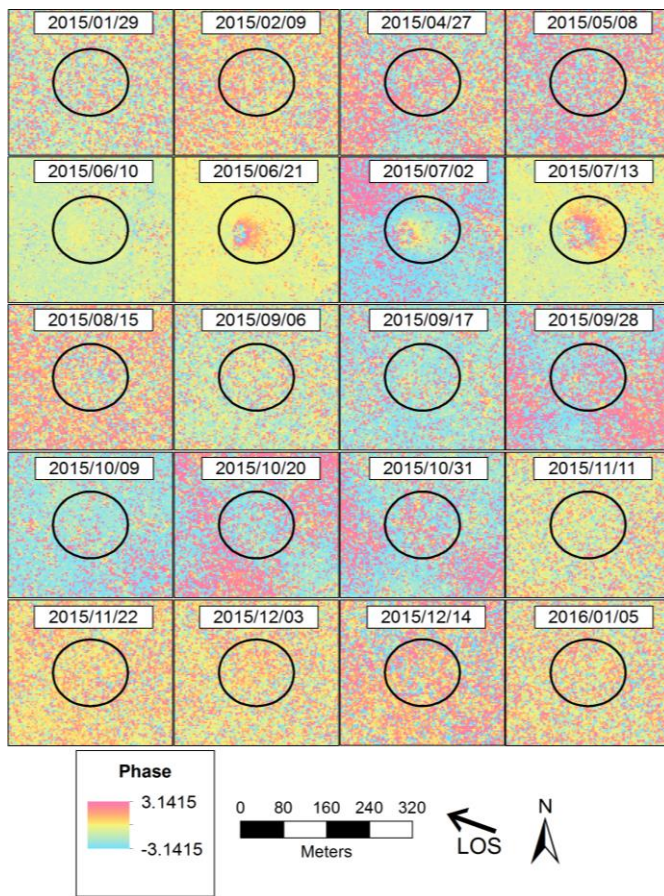 2015/01/29 2015/02/09 2015/04/27 2015/05/08
2015/06/10 2015/06/21 2015/07/02 2015/07/13
2015/08/15 2015/09/06 2015/09/17 2015/09/28
2015/10/09 2015/10/20 2015/10/31 2015/11/11
2015/11/22 2015/12/03 2015/12/14 2016/01/05
Phase
3.1415
-3.1415
0 80 160 240 320
Meters
LOS
N